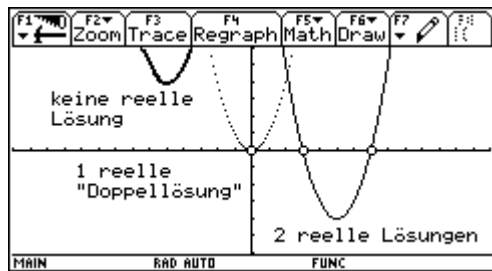 F1 F2 Zoom F3 Trace F4 Regraph F5 Math F6 Draw F7
keine reelle
Lösung
1 reelle
"Doppellösung"
2 reelle Lösungen
MAIN RAD AUTO FUNC